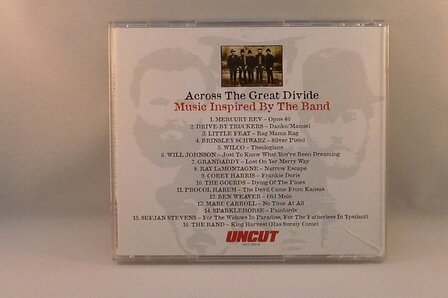 Across The Great Divide
Music Inspired By The Band
1. MERCURY REV – Opus 40
2. DRIVE-BY TRUCKERS – Danko/Manuel
3. LITTLE FEAT – Rag Mama Rag
4. BRINSLEY SCHWARZ – Silver Pistol
5. WILCO – Theologians
6. WILL JOHNSON – Just To Know What You've Been Dreaming
7. GRANDADDY – Lost On Yer Merry Way
8. RAY LaMONTAGNE – Narrow Escape
9. COREY HARRIS – Frankie Doris
10. THE GOURDS – Dying Of The Pines
11. PROCOL HARUM – The Devil Came From Kansas
12. BEN WEAVER – Old Mule
13. MARC CARROLL – No Time At All
14. SPARKLEHORSE – Painbirds
15. SUFJAN STEVENS – For The Widows In Paradise, For The Fatherless In Ypsilanti
16. THE BAND – King Harvest (Has Surely Come)
UNCUT